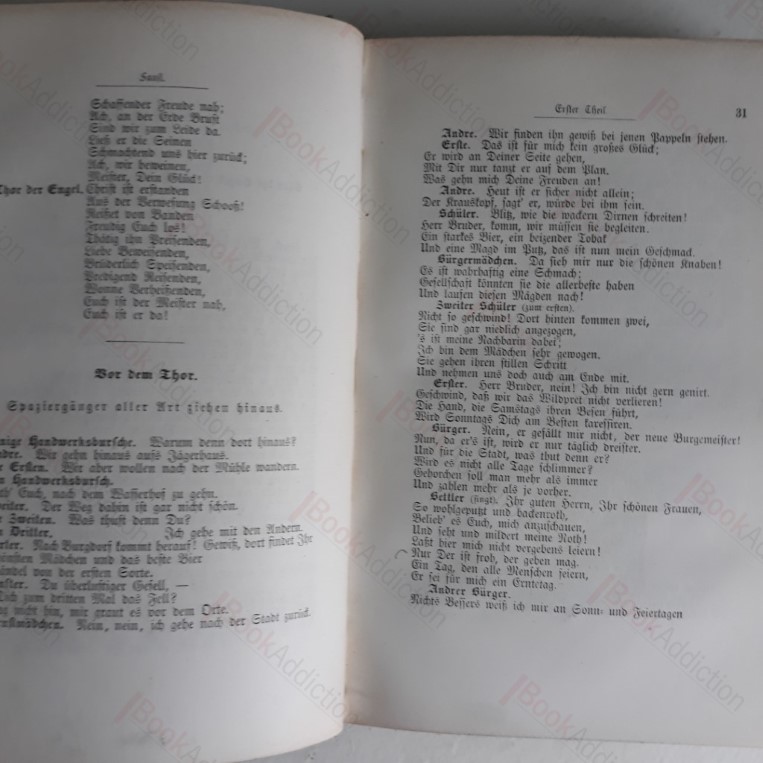 Faust.
Schaffender Freude nah;
Ach, an der Erde Brust
Sind wir zum Leide da.
Ließ er die Seinen
Schmachtend uns hier zurück;
Ach, wir beweinen,
Meister, Dein Glück!
Chor der Engel. Christ ist erstanden
Aus der Verwesung Schooß!
Reißet von Banden
Freudig Euch los!
Thätig ihn Preisenden,
Liebe Beweisenden,
Brüderlich Speisenden,
Predigend Reisenden,
Wonne Verheißenden,
Euch ist der Meister nah,
Euch ist er da!
Vor dem Thor.
Spaziergänger aller Art ziehen hinaus.
nige Handwerksbursche. Warum denn dort hinaus?
dre. Wir gehn hinaus aufs Jägerhaus.
e Ersten. Wir aber wollen nach der Mühle wandern.
n Handwerksbursch.
Euch, nach dem Wasserhof zu gehn.
eiter. Der Weg dahin ist gar nicht schön.
e Zweiten. Was thust denn Du?
Dritter. Ich gehe mit den Andern.
rter. Nach Burgdorf kommt herauf! Gewiß, dort findet Ihr
schönsten Mädchen und das beste Bier
ändel von der ersten Sorte.
nfter. Du überlustiger Gesell, —
Dich zum dritten Mal das Fell?
ag nicht hin, mir graut es vor dem Orte.
nstmädchen. Nein, nein, ich gehe nach der Stadt zurück.
Erster Theil. 31
Andre. Wir finden ihn gewiß bei jenen Pappeln stehen.
Erste. Das ist für mich kein großes Glück;
Er wird an Deiner Seite gehen,
Mit Dir nur tanzt er auf dem Plan.
Was gehn mich Deine Freuden an!
Andre. Heut ist er sicher nicht allein;
Der Krauskopf, sagt' er, würde bei ihm sein.
Schüler. Blitz, wie die wackern Dirnen schreiten!
Herr Bruder, komm, wir müssen sie begleiten.
Ein starkes Bier, ein beizender Tobak
Und eine Magd im Putz, das ist nun mein Geschmack.
Bürgermädchen. Da sieh mir nur die schönen Knaben!
Es ist wahrhaftig eine Schmach;
Gesellschaft könnten sie die allerbeste haben
Und laufen diesen Mägden nach!
Zweiter Schüler (zum ersten).
Nicht so geschwind! Dort hinten kommen zwei,
Sie sind gar niedlich angezogen,
's ist meine Nachbarin dabei;
Ich bin dem Mädchen sehr gewogen.
Sie gehen ihren stillen Schritt
Und nehmen uns doch auch am Ende mit.
Erster. Herr Bruder, nein! Ich bin nicht gern genirt.
Geschwind, daß wir das Wildpret nicht verlieren!
Die Hand, die Samstags ihren Besen führt,
Wird Sonntags Dich am Besten karessiren.
Bürger. Nein, er gefällt mir nicht, der neue Burgemeister!
Nun, da er's ist, wird er nur täglich dreister.
Und für die Stadt, was thut denn er?
Wird es nicht alle Tage schlimmer?
Gehorchen soll man mehr als immer
Und zahlen mehr als je vorher.
Bettler (singt). Ihr guten Herrn, Ihr schönen Frauen,
So wohlgeputzt und backenroth,
Belieb' es Euch, mich anzuschauen,
Und seht und mildert meine Noth!
Laßt hier mich nicht vergebens leiern!
Nur Der ist froh, der geben mag.
Ein Tag, den alle Menschen feiern,
Er sei für mich ein Erntetag.
Andrer Bürger.
Nichts Bessers weiß ich mir an Sonn- und Feiertagen
BookAddiction